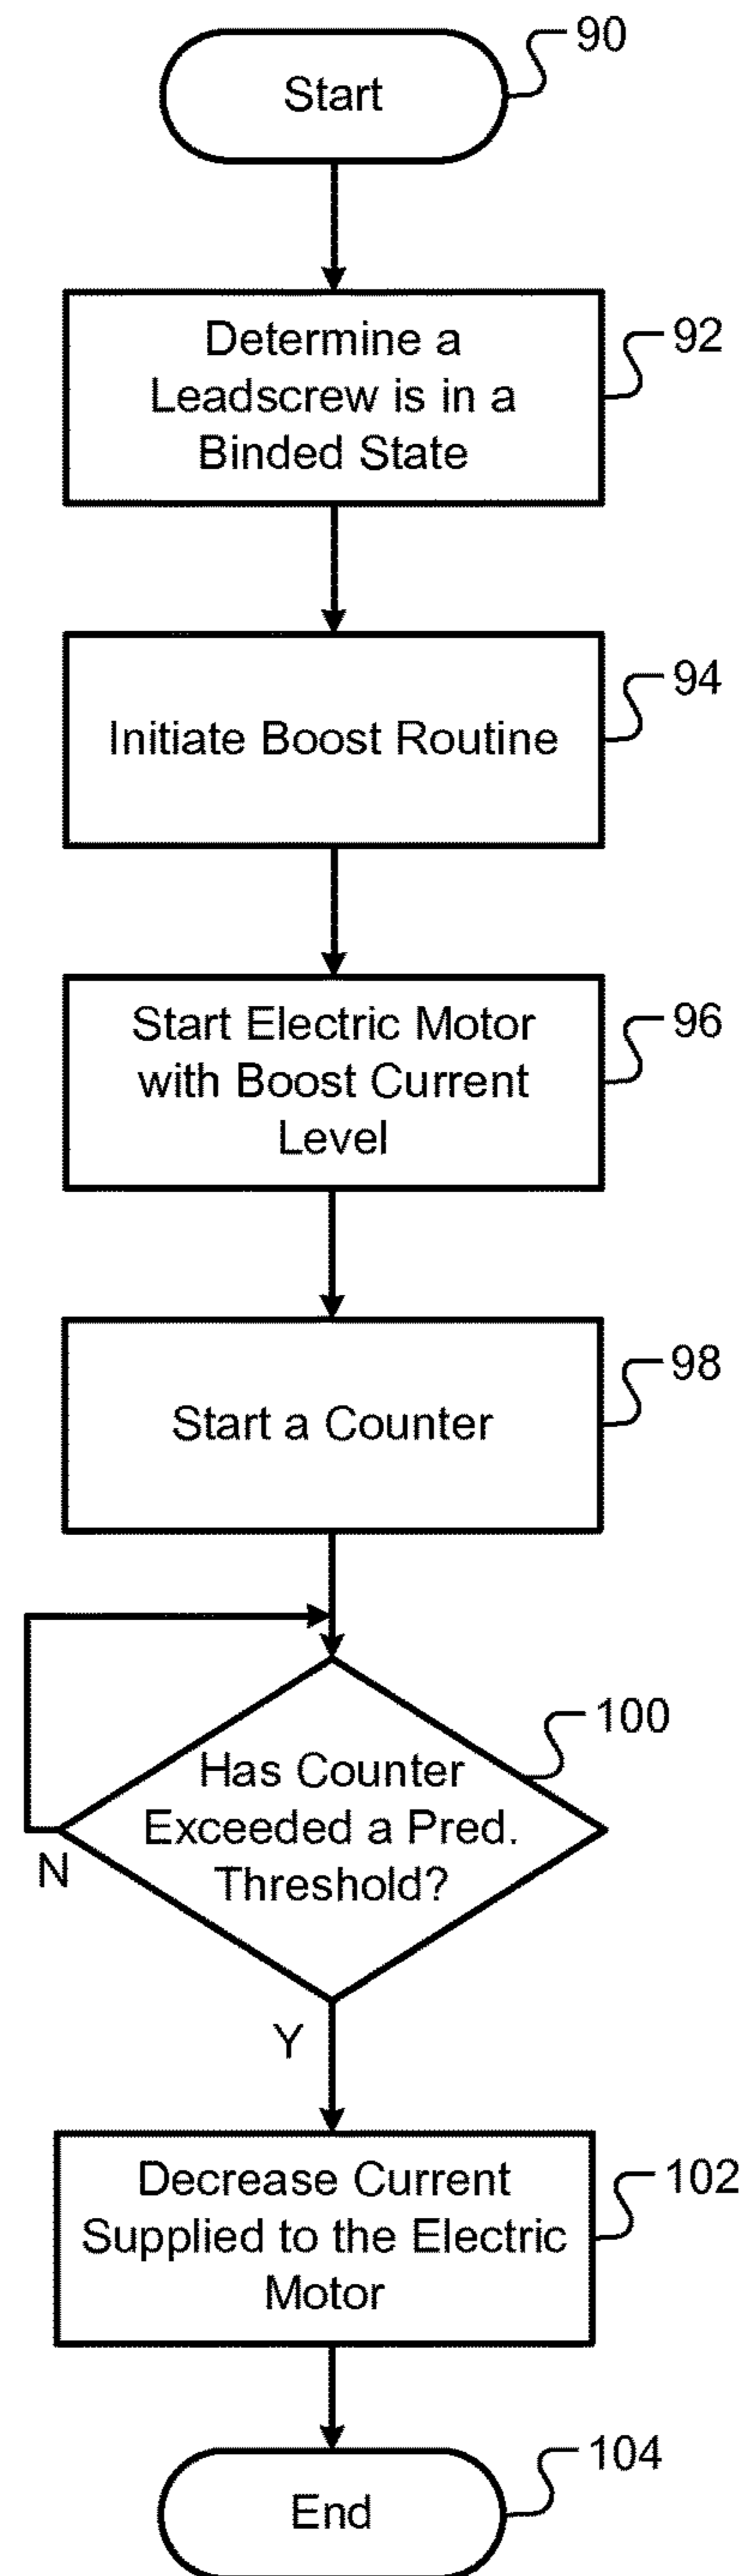 Start
90
Determine a
Leadscrew is in a
Binded State
92
Initiate Boost Routine
94
Start Electric Motor
with Boost Current
Level
96
Start a Counter
98
Has Counter
Exceeded a Pred.
Threshold?
100
N
Y
Decrease Current
Supplied to the Electric
Motor
102
End
104